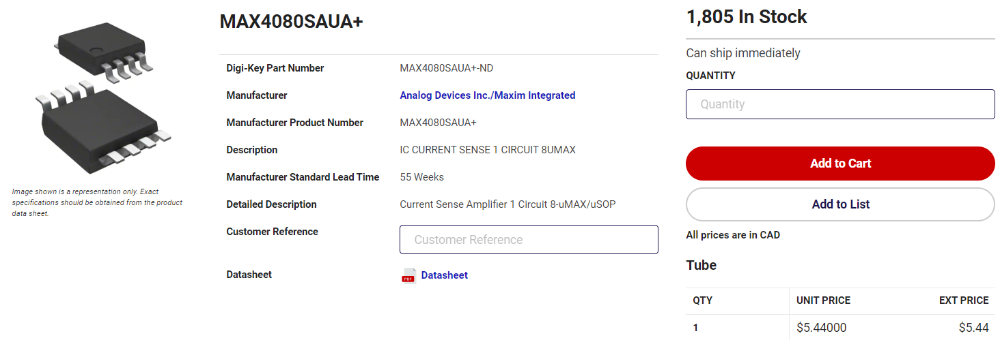 MAX4080SAUA+
Digi-Key Part Number MAX4080SAUA+-ND
Manufacturer Analog Devices Inc./Maxim Integrated
Manufacturer Product Number MAX4080SAUA+
Description IC CURRENT SENSE 1 CIRCUIT 8UMAX
Manufacturer Standard Lead Time 55 Weeks
Detailed Description Current Sense Amplifier 1 Circuit 8-uMAX/uSOP
Customer Reference Customer Reference
Datasheet PDF Datasheet
Image shown is a representation only. Exact
specifications should be obtained from the product
data sheet.
1,805 In Stock
Can ship immediately
QUANTITY
Quantity
Add to Cart
Add to List
All prices are in CAD
Tube
QTY UNIT PRICE EXT PRICE
1 $5.44000 $5.44